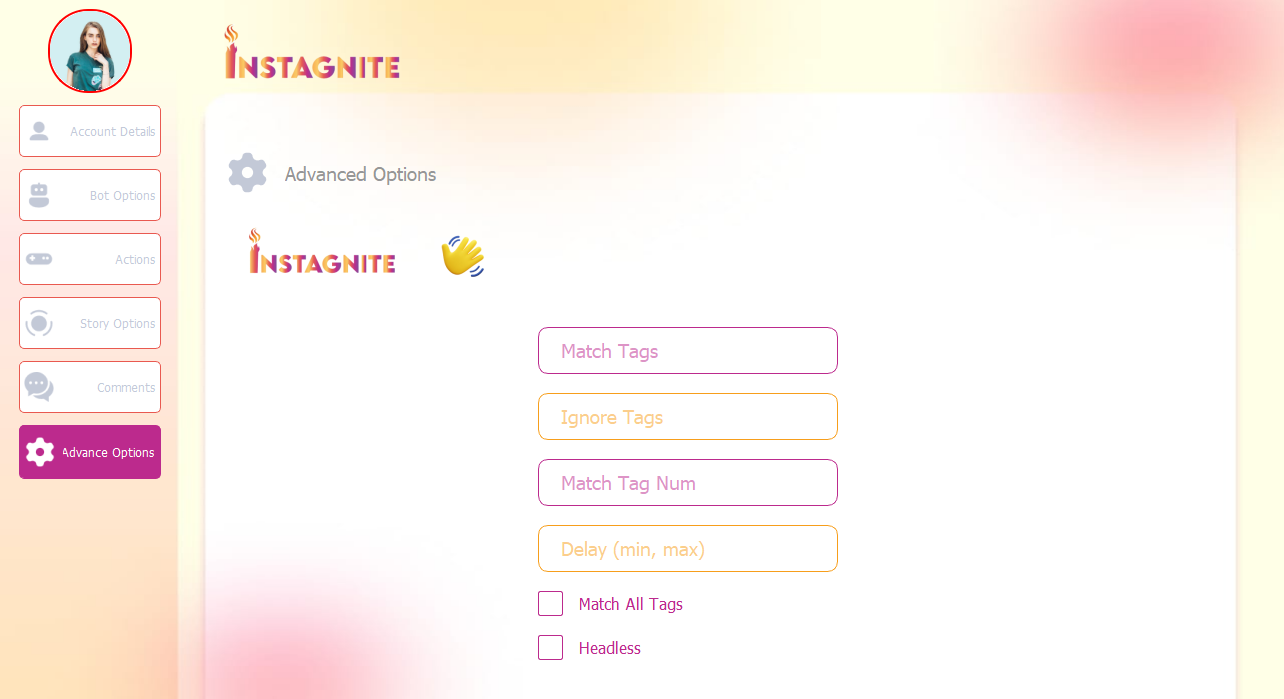 INSTAGNITE
Account Details
Bot Options
Actions
Story Options
Comments
Advance Options
Advanced Options
INSTAGNITE
Match Tags
Ignore Tags
Match Tag Num
Delay (min, max)
Match All Tags
Headless